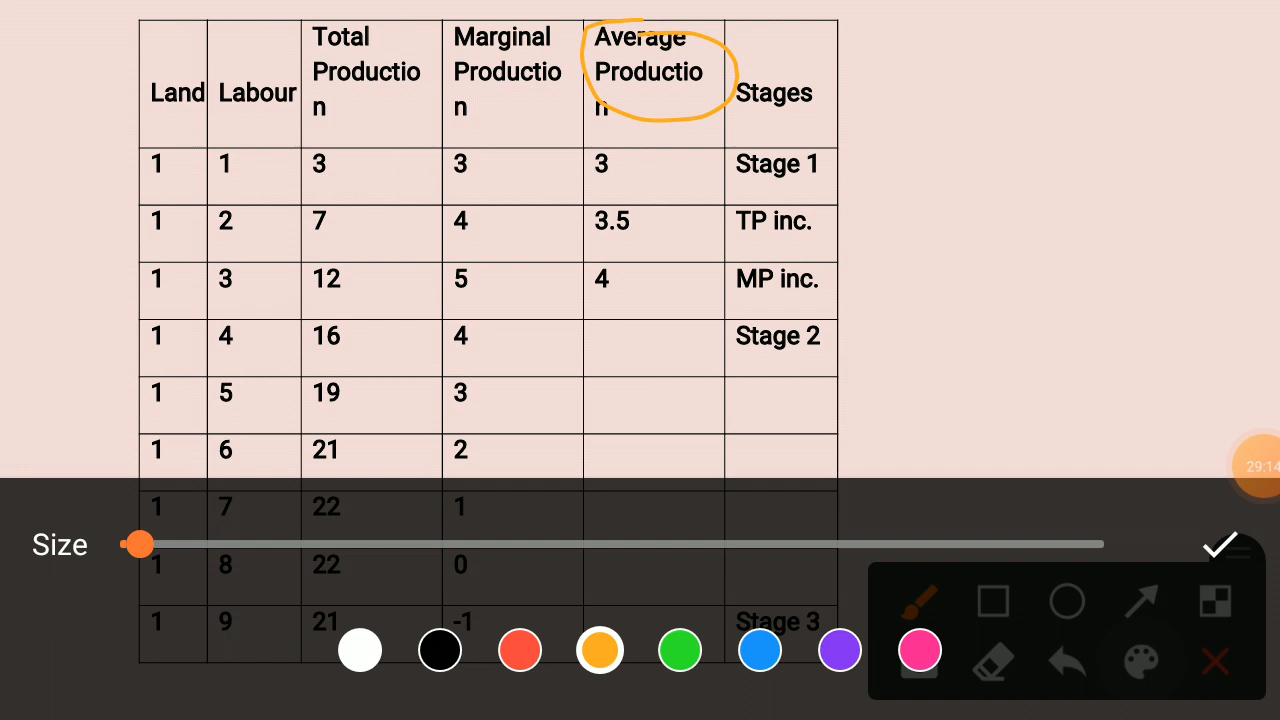 Land Labour Total Productio n Marginal Productio n Average Productio n Stages
1 1 3 3 3 Stage 1
1 2 7 4 3.5 TP inc.
1 3 12 5 4 MP inc.
1 4 16 4 Stage 2
1 5 19 3
1 6 21 2
1 7 22 1
Size
1 8 22 0
1 9 21 -1 Stage 3
29:14